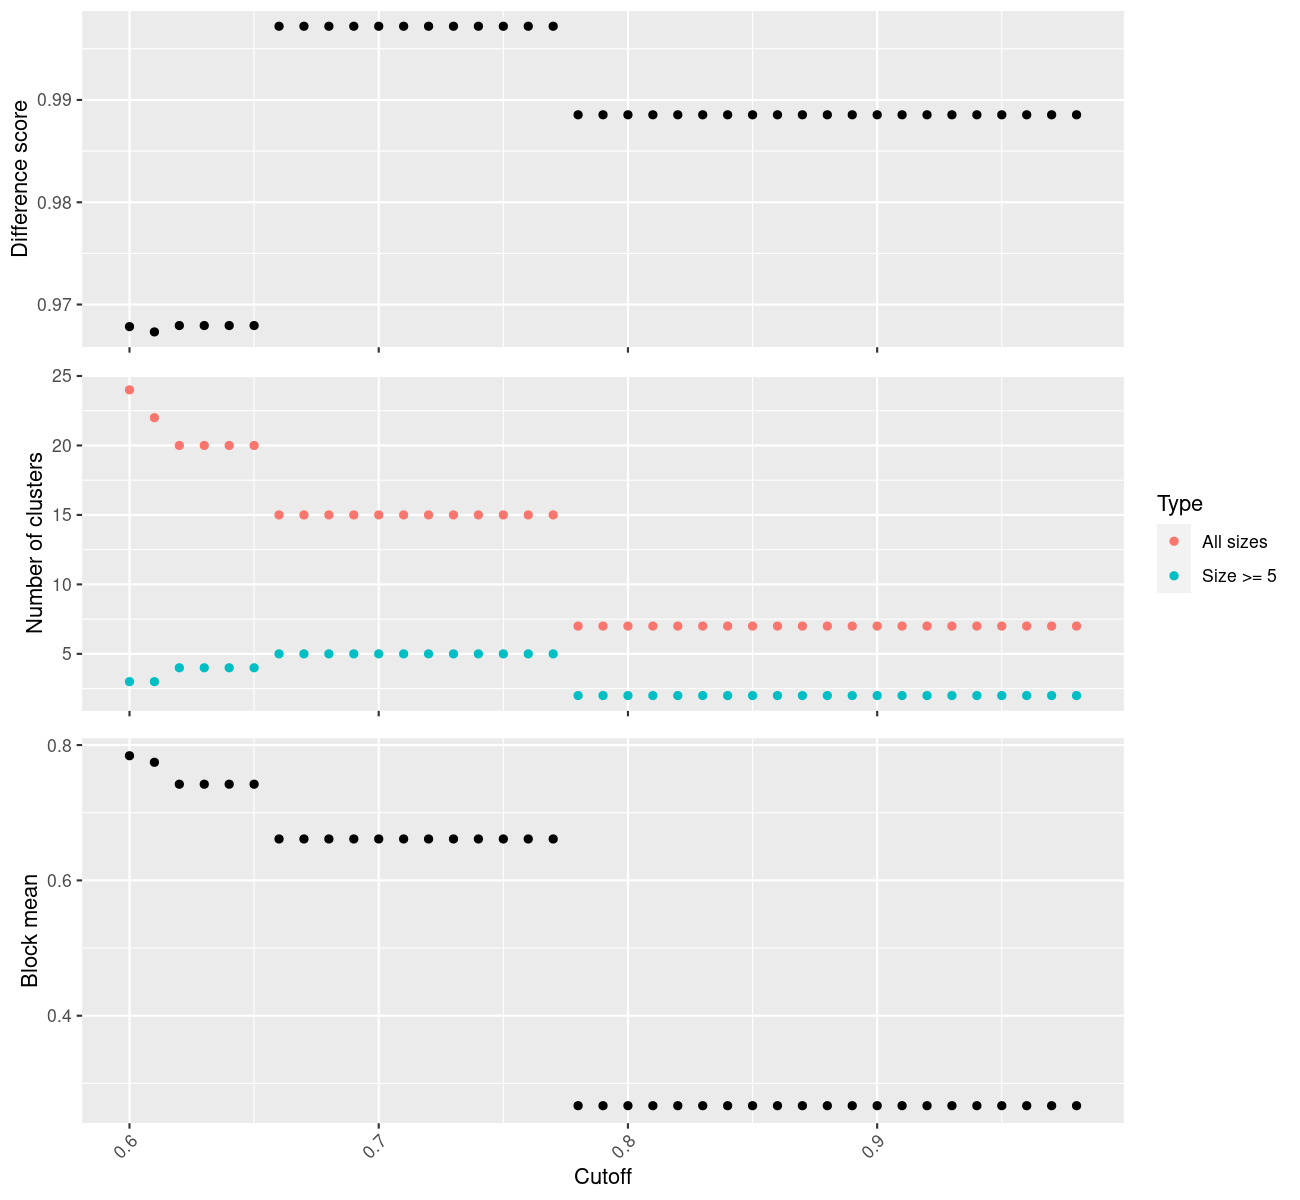 Difference score
0.99
0.98
0.97
Number of clusters
25
20
15
10
5
Type
All sizes
Size >= 5
Block mean
0.8
0.6
0.4
0.6
0.7
0.8
0.9
Cutoff